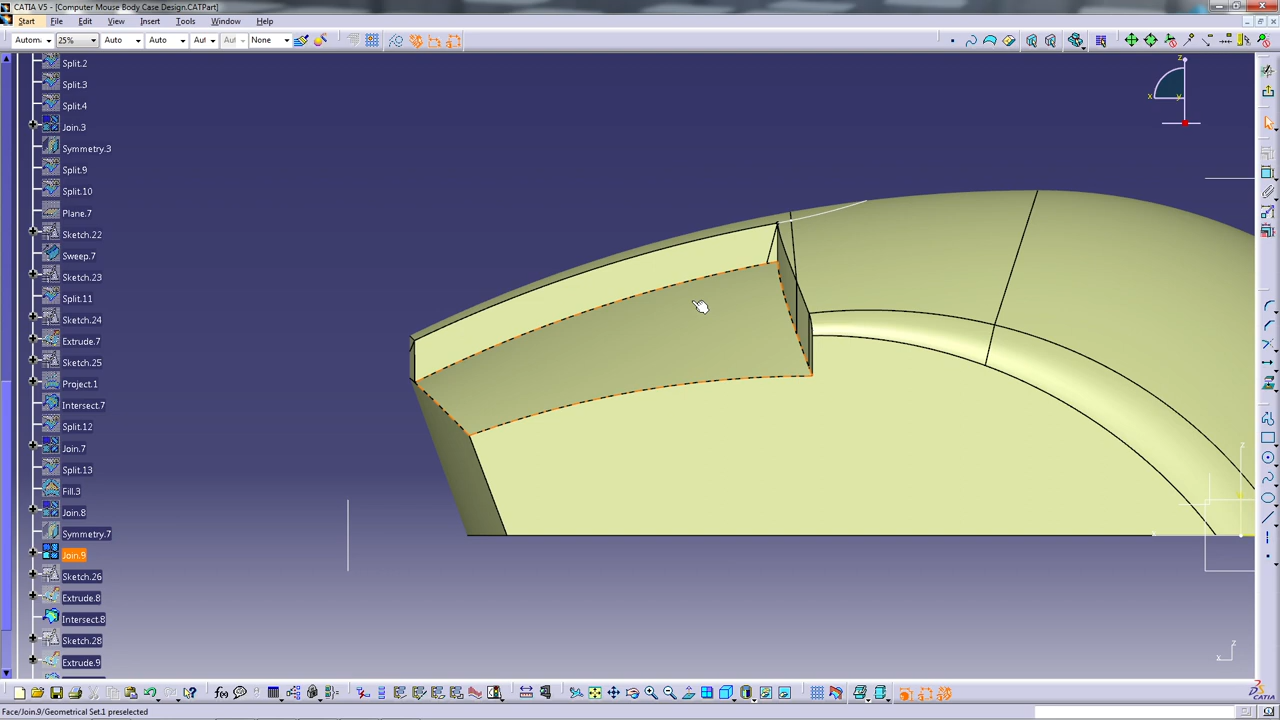 CATIA V5 - [Computer Mouse Body Case Design.CATPart]
Start File Edit View Insert Tools Window Help
Autom 25% Auto Auto Aut Aut None
Split.2
Split.3
Split.4
Join.3
Symmetry.3
Split.9
Split.10
Plane.7
Sketch.22
Sweep.7
Sketch.23
Split.11
Sketch.24
Extrude.7
Sketch.25
Project.1
Intersect.7
Split.12
Join.7
Split.13
Fill.3
Join.8
Symmetry.7
Join.9
Sketch.26
Extrude.8
Intersect.8
Sketch.28
Extrude.9
z
x y
z
z
x
f(x)
CATIA
Face/Join.9/Geometrical Set.1 preselected